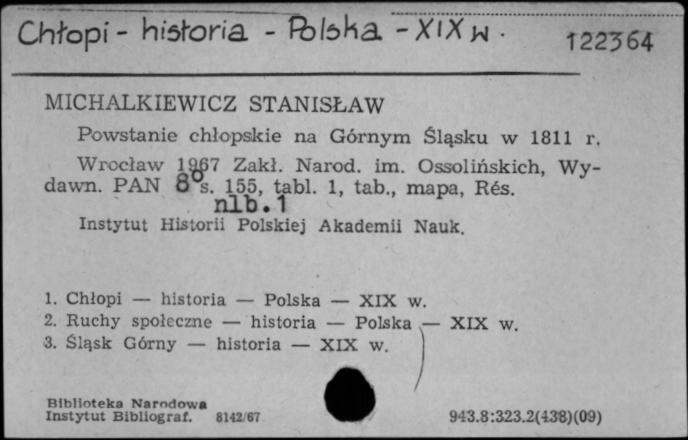 Chłopi - historia - Polska - XIX w.
122364
MICHALKIEWICZ STANISŁAW
Powstanie chłopskie na Górnym Śląsku w 1811 r.
Wrocław 1967 Zakł. Narod. im. Ossolińskich, Wy-
dawn. PAN 8° s. 155, tabl. 1, tab., mapa, Rés.
nlb. 1
Instytut Historii Polskiej Akademii Nauk.
1. Chłopi — historia — Polska — XIX w.
2. Ruchy społeczne — historia — Polska — XIX w.
3. Śląsk Górny — historia — XIX w.
Biblioteka Narodowa
Instytut Bibliograf. 8142/67 943.8:323.2(438)(09)